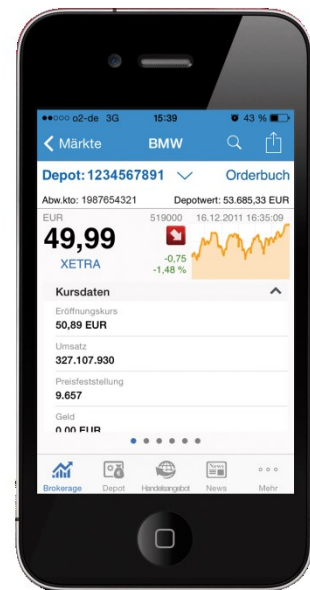 o2-de 3G 15:39 43 %
Märkte BMW
Depot: 1234567891 Orderbuch
Abw.kto: 1987654321 Depotwert: 53.685,33 DEP
EUR 519000 16.12.2011 16:35:09
49,99
XETRA -0,75
-1,48 %
Kursdaten
Eröffnungskurs
50,89 EUR
Umsatz
327.107.930
Preisfeststellung
9.657
Geld
0,00 EUR
Brokerage Depot Handelsangebot News Mehr